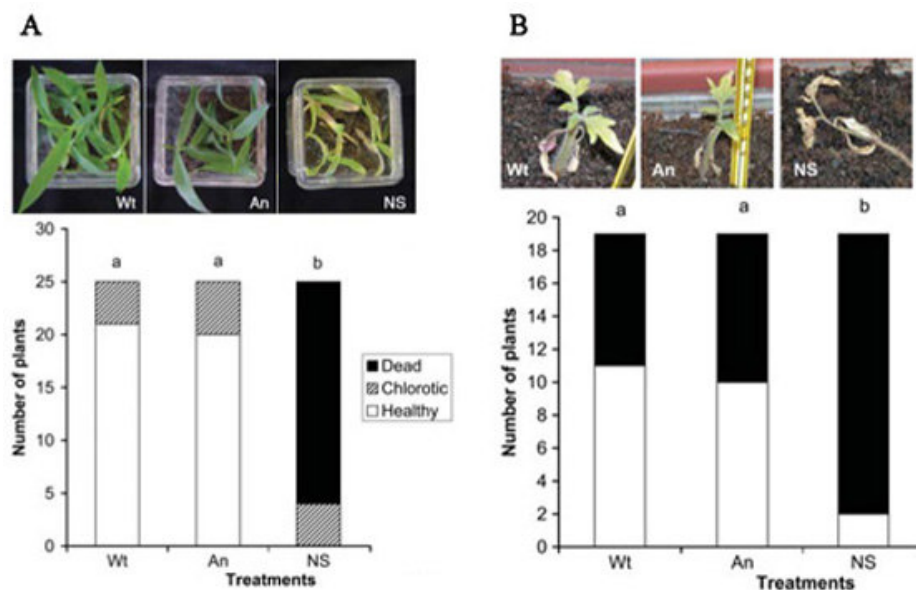 A
Wt
An
NS
30
25
20
15
10
5
0
a
a
b
Number of plants
Wt
An
NS
Treatments
Dead
Chlorotic
Healthy
B
Wt
An
NS
20
18
16
14
12
10
8
6
4
2
0
a
a
b
Number of plants
Wt
An
NS
Treatments